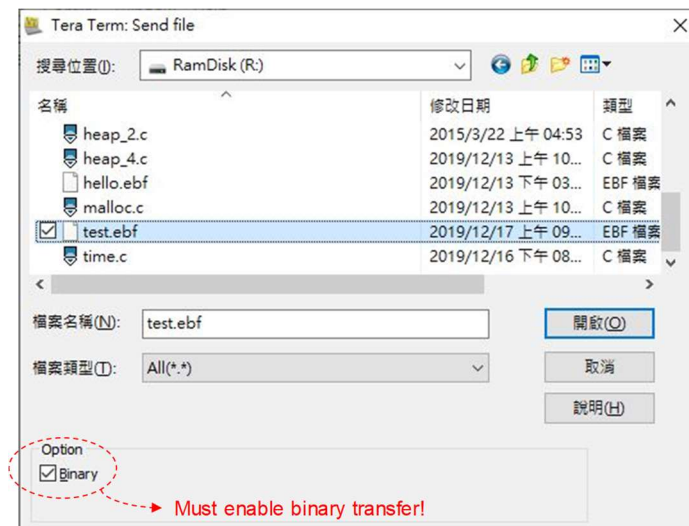 Tera Term: Send file
搜尋位置(I): RamDisk (R:)
名稱 修改日期 類型
heap_2.c 2015/3/22 上午 04:53 C 檔案
heap_4.c 2019/12/13 上午 10... C 檔案
hello.ebf 2019/12/13 下午 03... EBF 檔案
malloc.c 2019/12/13 上午 10... C 檔案
test.ebf 2019/12/17 上午 09... EBF 檔案
time.c 2019/12/16 下午 08... C 檔案
檔案名稱(N): test.ebf 開啟(O)
檔案類型(T): All(*.*) 取消
說明(H)
Option
Binary
Must enable binary transfer!